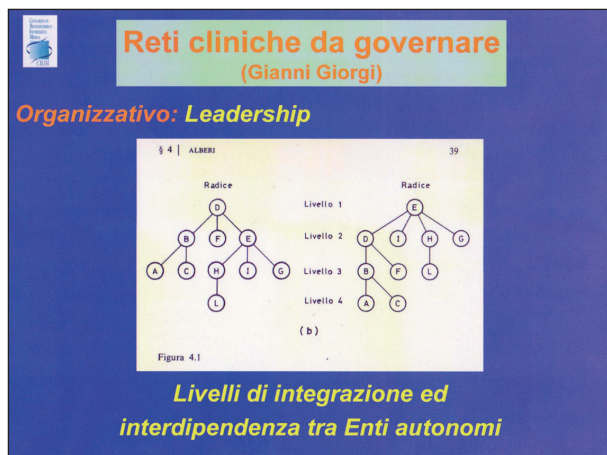 Reti cliniche da governare
(Gianni Giorgi)
Organizzativo: Leadership
§ 4 | ALBERI 39
Radice Radice
D Livello 1 E
B F E Livello 2 D I H G
A C H I G Livello 3 B F L
L Livello 4 A C
(b)
Figura 4.1
Livelli di integrazione ed
interdipendenza tra Enti autonomi